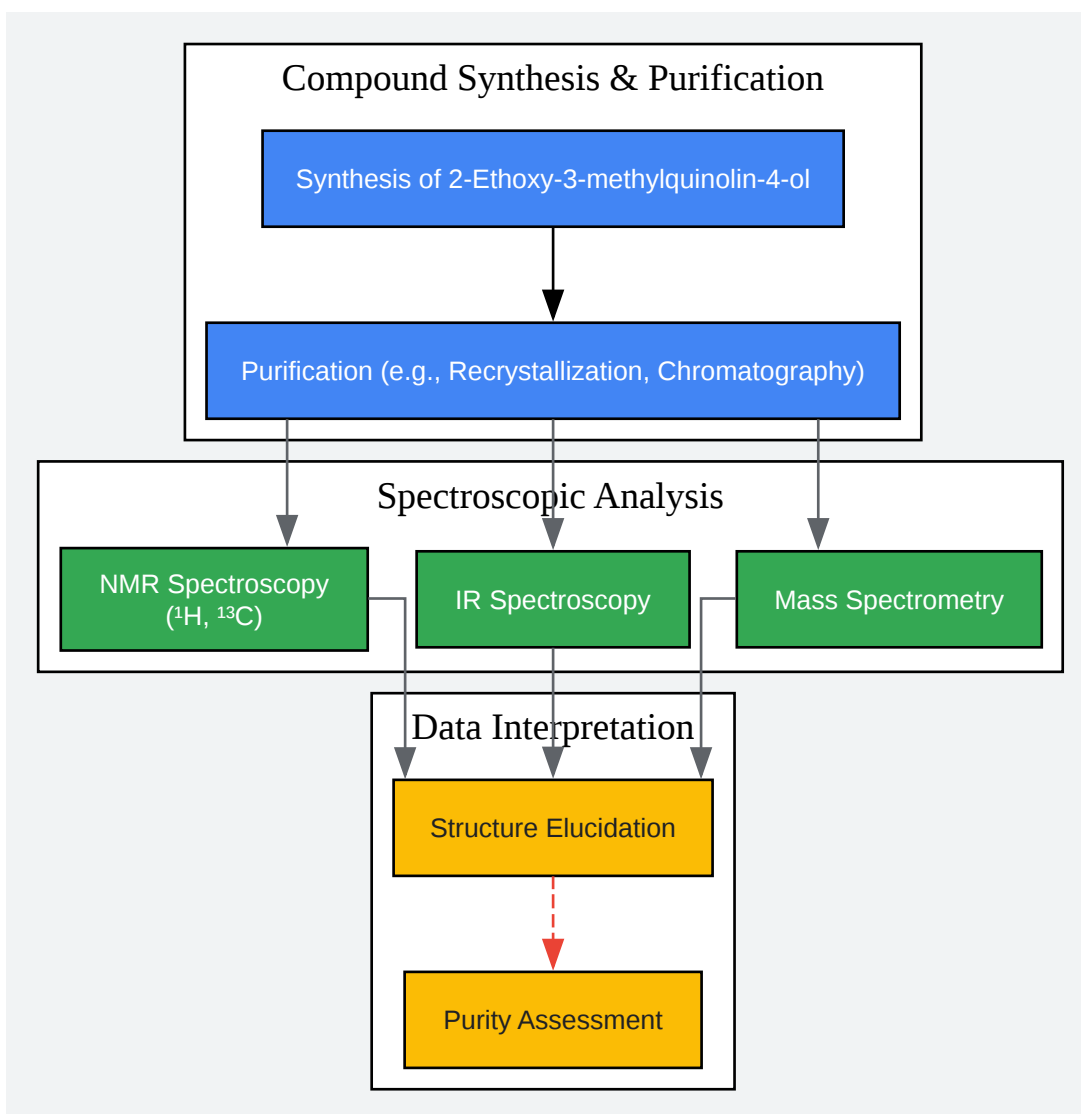 Compound Synthesis & Purification
Synthesis of 2-Ethoxy-3-methylquinolin-4-ol
Purification (e.g., Recrystallization, Chromatography)
Spectroscopic Analysis
NMR Spectroscopy
(¹H, ¹³C)
IR Spectroscopy
Mass Spectrometry
Data Interpretation
Structure Elucidation
Purity Assessment